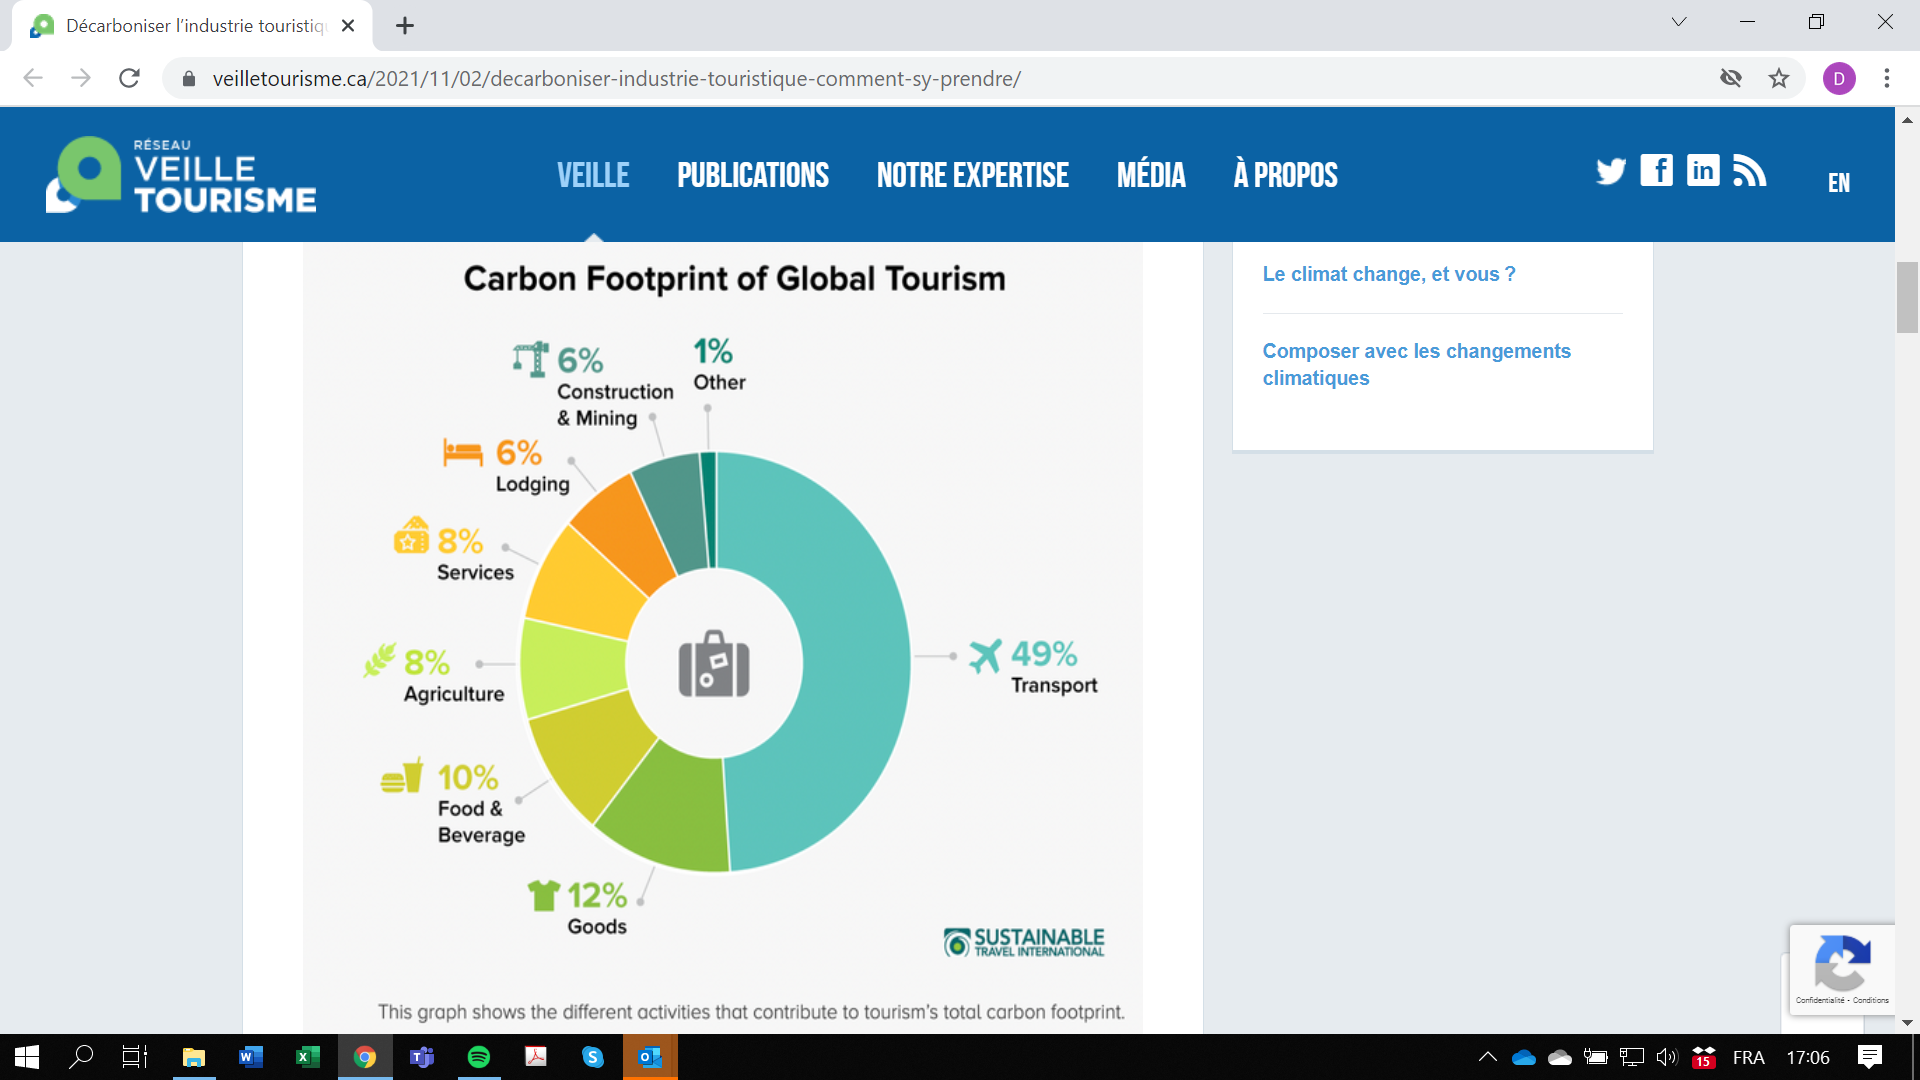 Décarboniser l'industrie touristiq
veilletourisme.ca/2021/11/02/decarboniser-industrie-touristique-comment-sy-prendre/
D
RÉSEAU
VEILLE
TOURISME
VEILLE PUBLICATIONS NOTRE EXPERTISE MÉDIA À PROPOS
EN
Carbon Footprint of Global Tourism
6%
Construction
& Mining
1%
Other
6%
Lodging
8%
Services
8%
Agriculture
10%
Food &
Beverage
12%
Goods
49%
Transport
SUSTAINABLE
TRAVEL INTERNATIONAL
This graph shows the different activities that contribute to tourism's total carbon footprint.
Le climat change, et vous ?
Composer avec les changements
climatiques
Confidentialité - Conditions
15
FRA
17:06